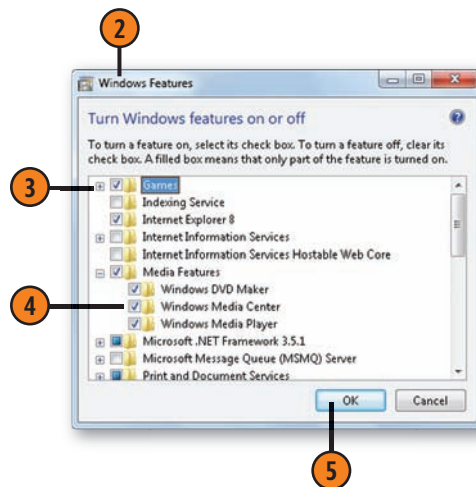 2
Windows Features
Turn Windows features on or off
To turn a feature on, select its check box. To turn a feature off, clear its
check box. A filled box means that only part of the feature is turned on.
3
Games
Indexing Service
Internet Explorer 8
Internet Information Services
Internet Information Services Hostable Web Core
Media Features
Windows DVD Maker
4
Windows Media Center
Windows Media Player
Microsoft .NET Framework 3.5.1
Microsoft Message Queue (MSMQ) Server
Print and Document Services
OK
Cancel
5